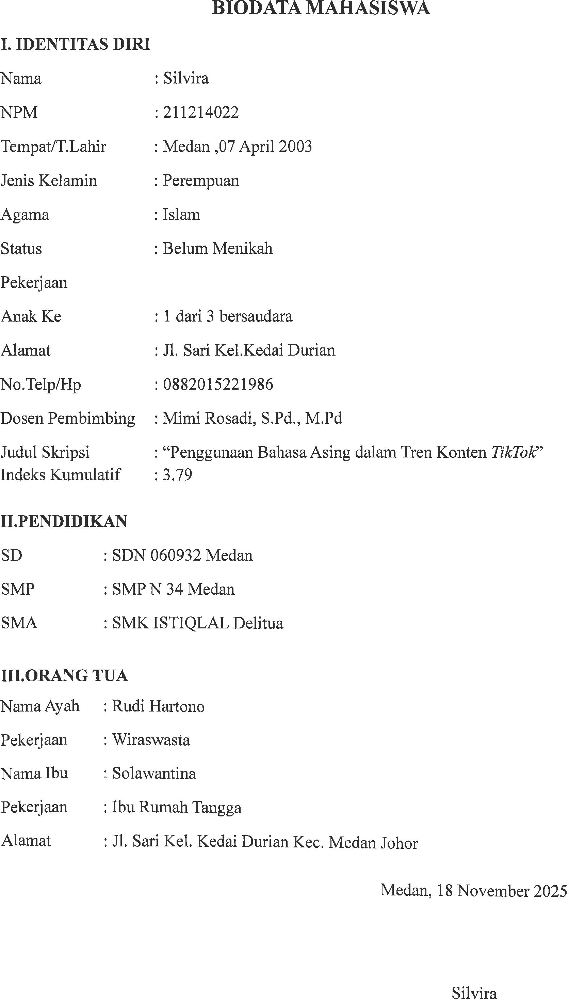 BIODATA MAHASISWA
I. IDENTITAS DIRI
Nama : Silvira
NPM : 211214022
Tempat/T.Lahir : Medan ,07 April 2003
Jenis Kelamin : Perempuan
Agama : Islam
Status : Belum Menikah
Pekerjaan
Anak Ke : 1 dari 3 bersaudara
Alamat : Jl. Sari Kel.Kedai Durian
No.Telp/Hp : 0882015221986
Dosen Pembimbing : Mimi Rosadi, S.Pd., M.Pd
Judul Skripsi : “Penggunaan Bahasa Asing dalam Tren Konten TikTok”
Indeks Kumulatif : 3.79
II.PENDIDIKAN
SD : SDN 060932 Medan
SMP : SMP N 34 Medan
SMA : SMK ISTIQLAL Delitua
III.ORANG TUA
Nama Ayah : Rudi Hartono
Pekerjaan : Wiraswasta
Nama Ibu : Solawantina
Pekerjaan : Ibu Rumah Tangga
Alamat : Jl. Sari Kel. Kedai Durian Kec. Medan Johor
Medan, 18 November 2025
Silvira